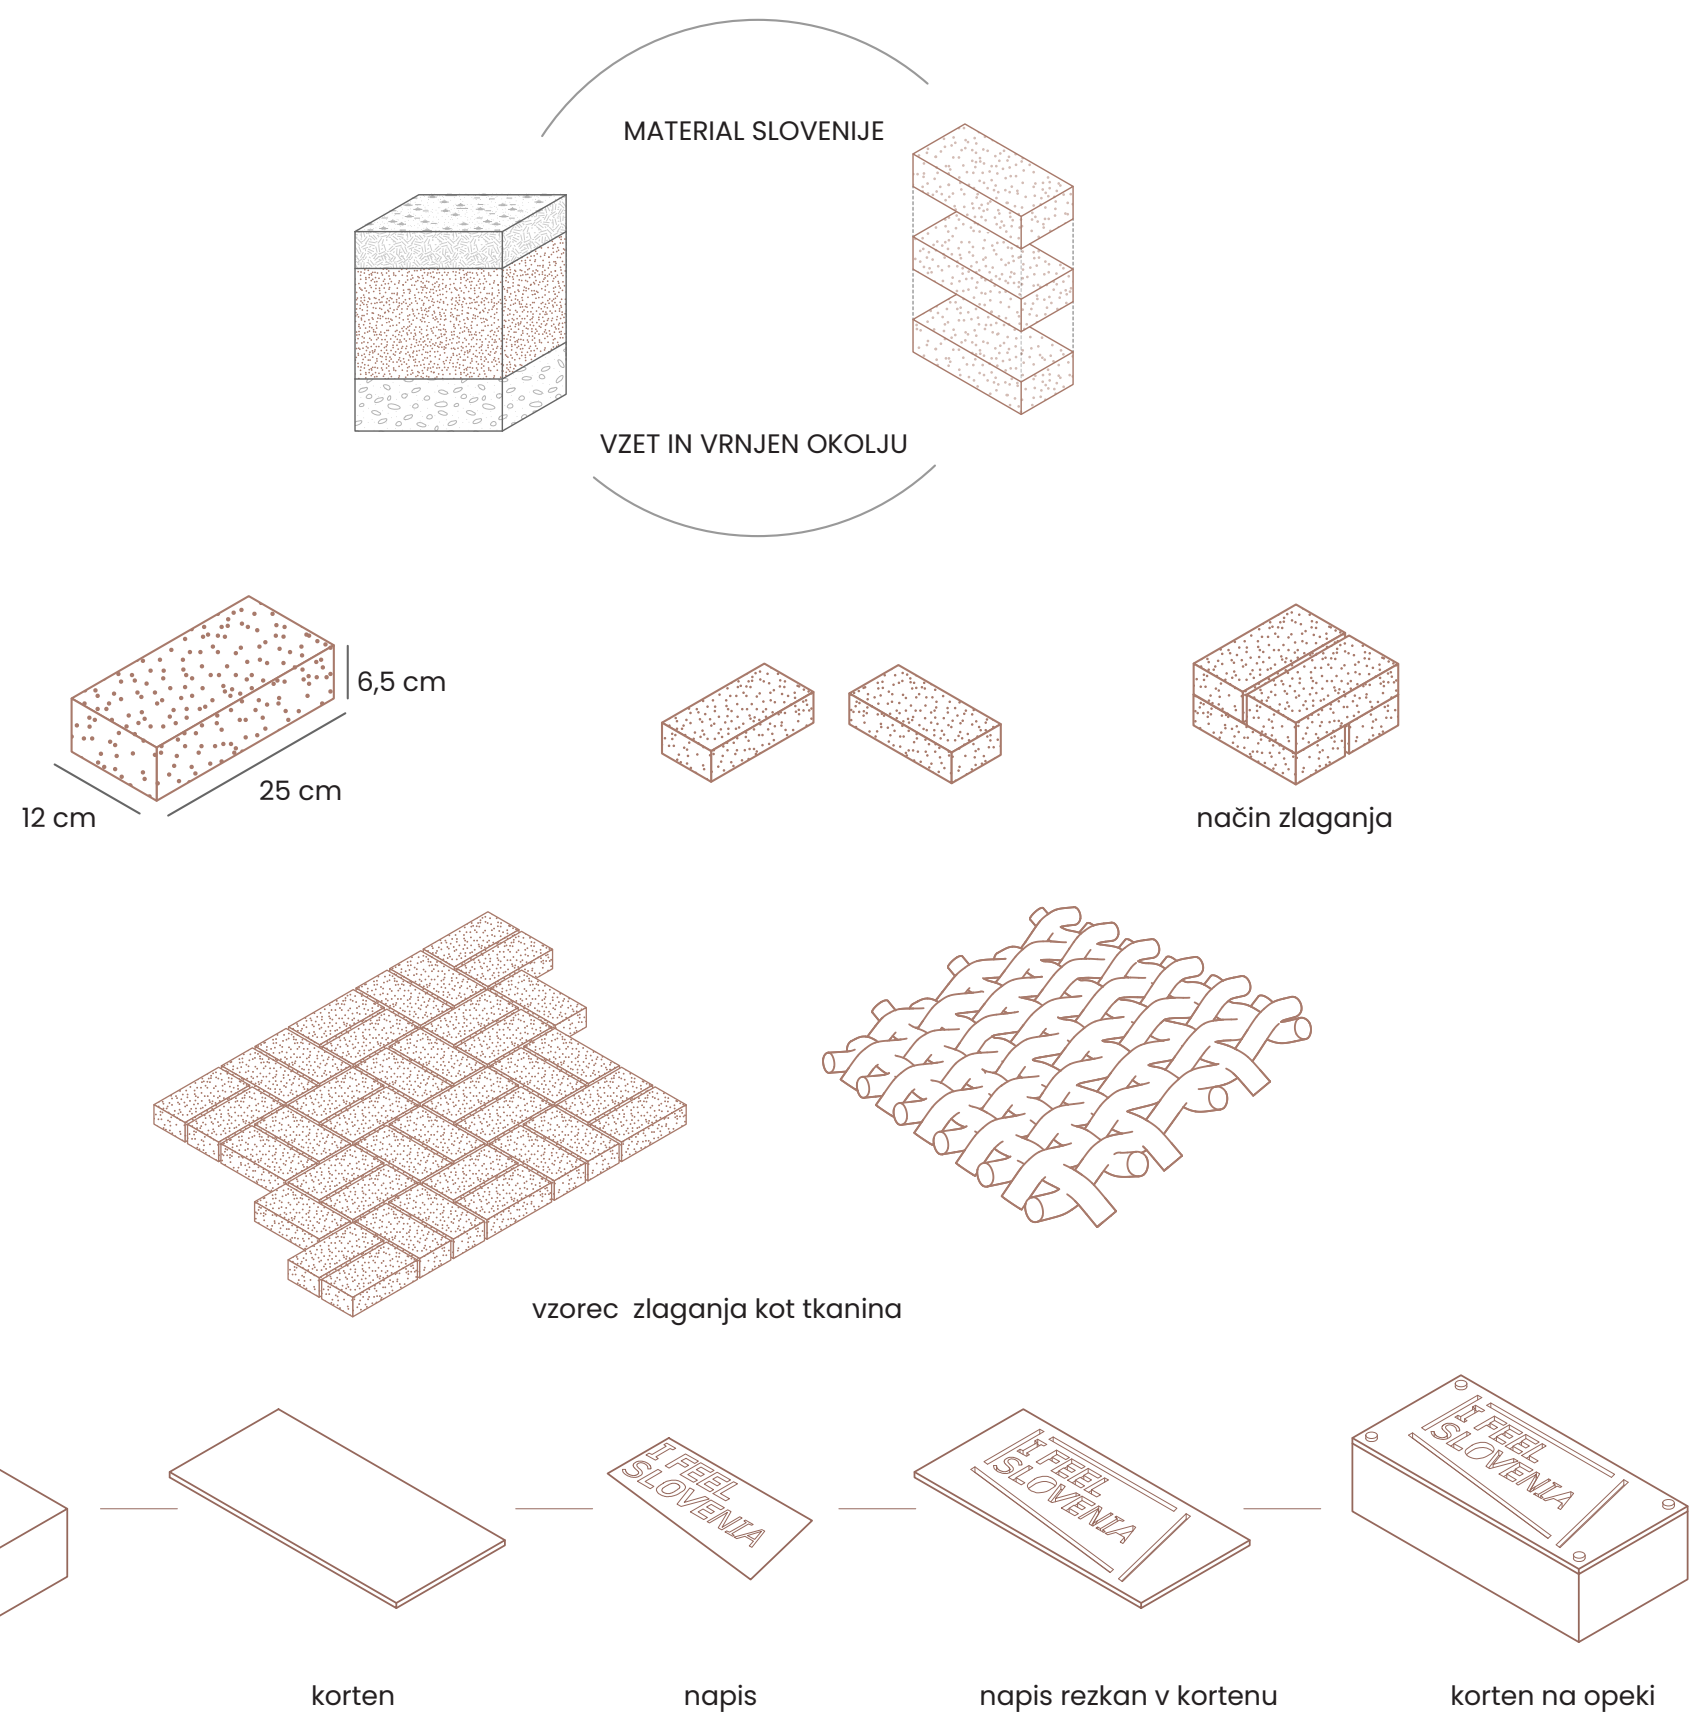 MATERIAL SLOVENIJE
VZET IN VRNJEN OKOLJU
6,5 cm
25 cm
12 cm
način zlaganja
vzorec  zlaganja kot tkanina
I FEEL
SLOVENIA
I FEEL
SLOVENIA
I FEEL
SLOVENIA
korten
napis
napis rezkan v kortenu
korten na opeki